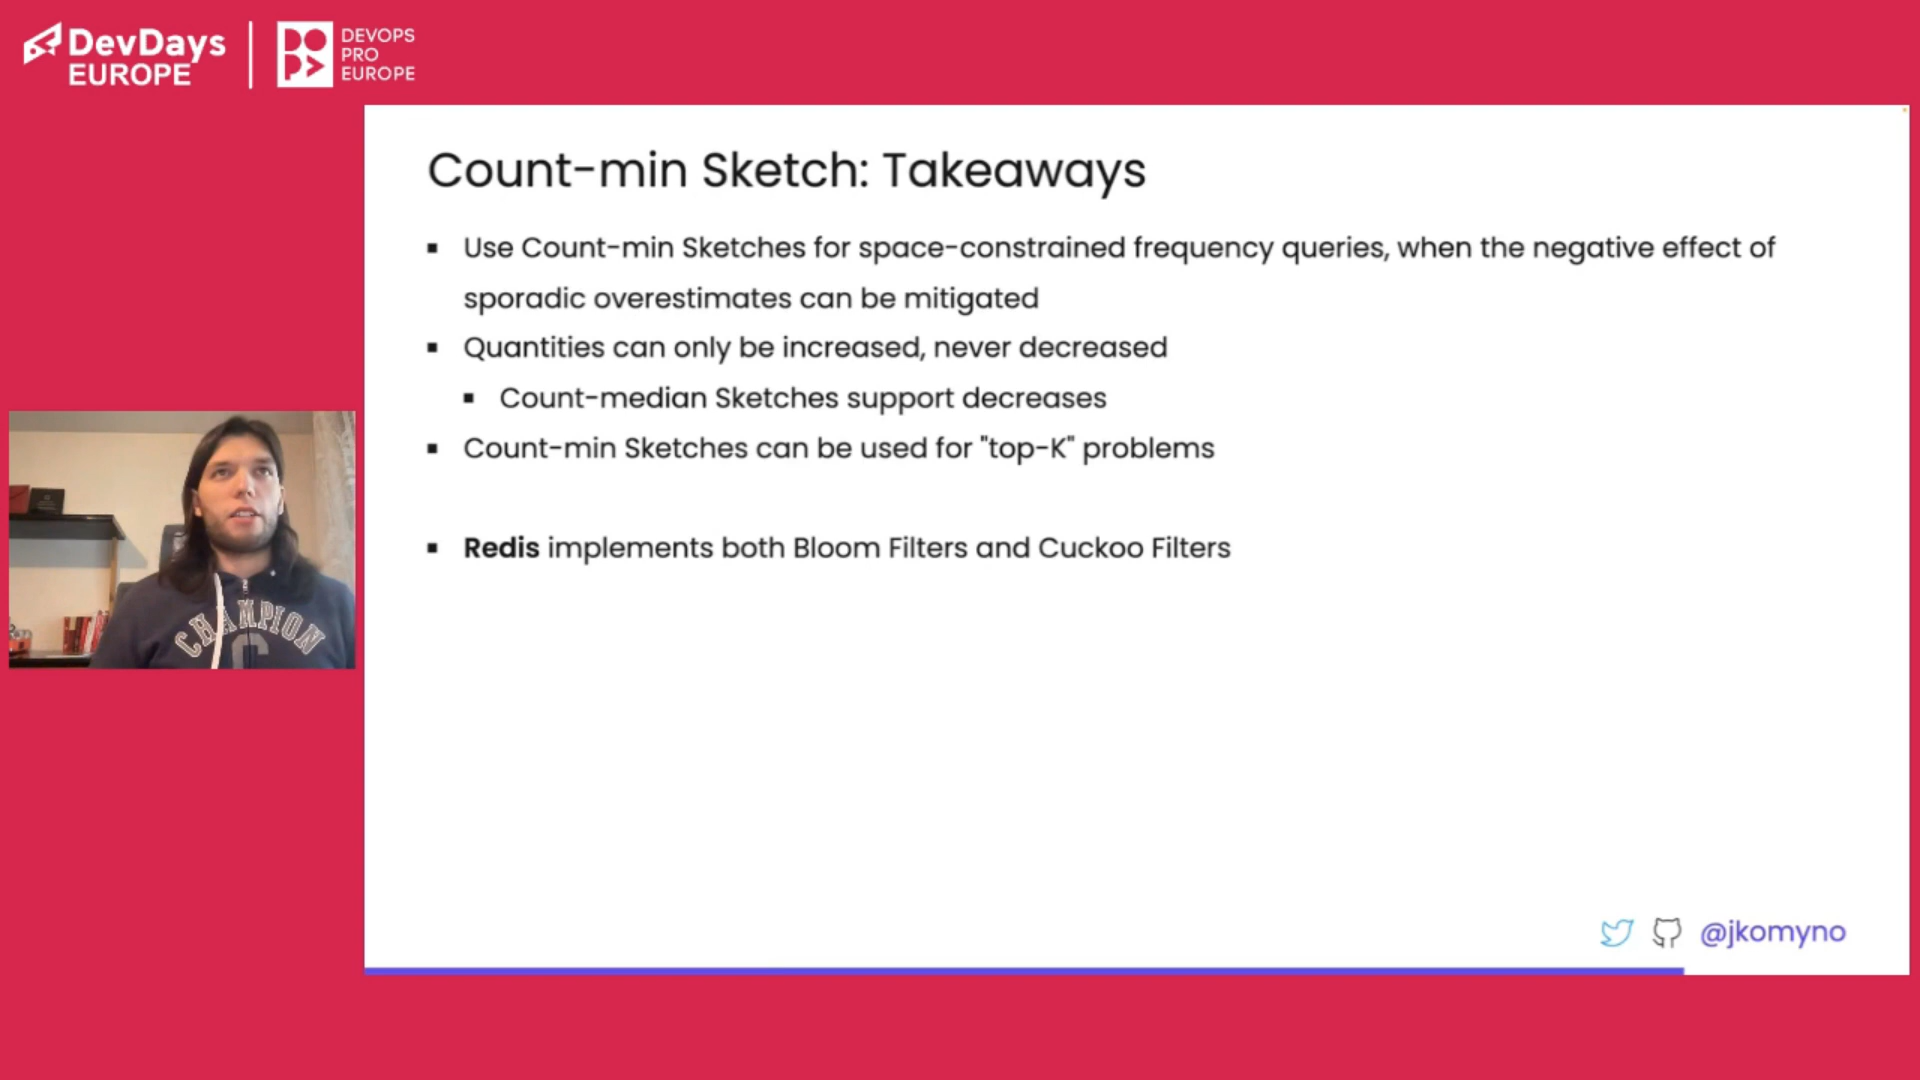 DevDays
EUROPE
DEVOPS
PRO
EUROPE
Count-min Sketch: Takeaways
▪ Use Count-min Sketches for space-constrained frequency queries, when the negative effect of
sporadic overestimates can be mitigated
▪ Quantities can only be increased, never decreased
▪ Count-median Sketches support decreases
▪ Count-min Sketches can be used for "top-K" problems
▪ Redis implements both Bloom Filters and Cuckoo Filters
CHAMPION
C
@jkomyno